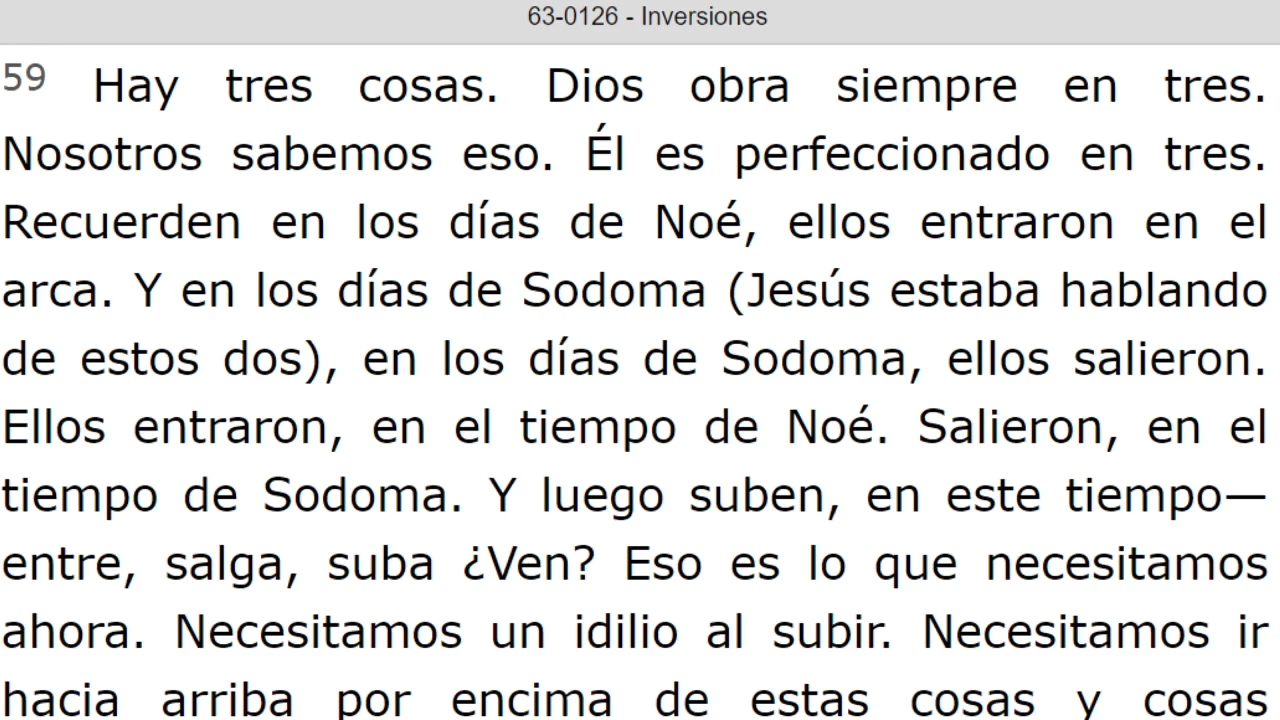 63-0126 - Inversiones
59 Hay tres cosas. Dios obra siempre en tres.
Nosotros sabemos eso. Él es perfeccionado en tres.
Recuerden en los días de Noé, ellos entraron en el
arca. Y en los días de Sodoma (Jesús estaba hablando
de estos dos), en los días de Sodoma, ellos salieron.
Ellos entraron, en el tiempo de Noé. Salieron, en el
tiempo de Sodoma. Y luego suben, en este tiempo—
entre, salga, suba ¿Ven? Eso es lo que necesitamos
ahora. Necesitamos un idilio al subir. Necesitamos ir
hacia arriba por encima de estas cosas y cosas